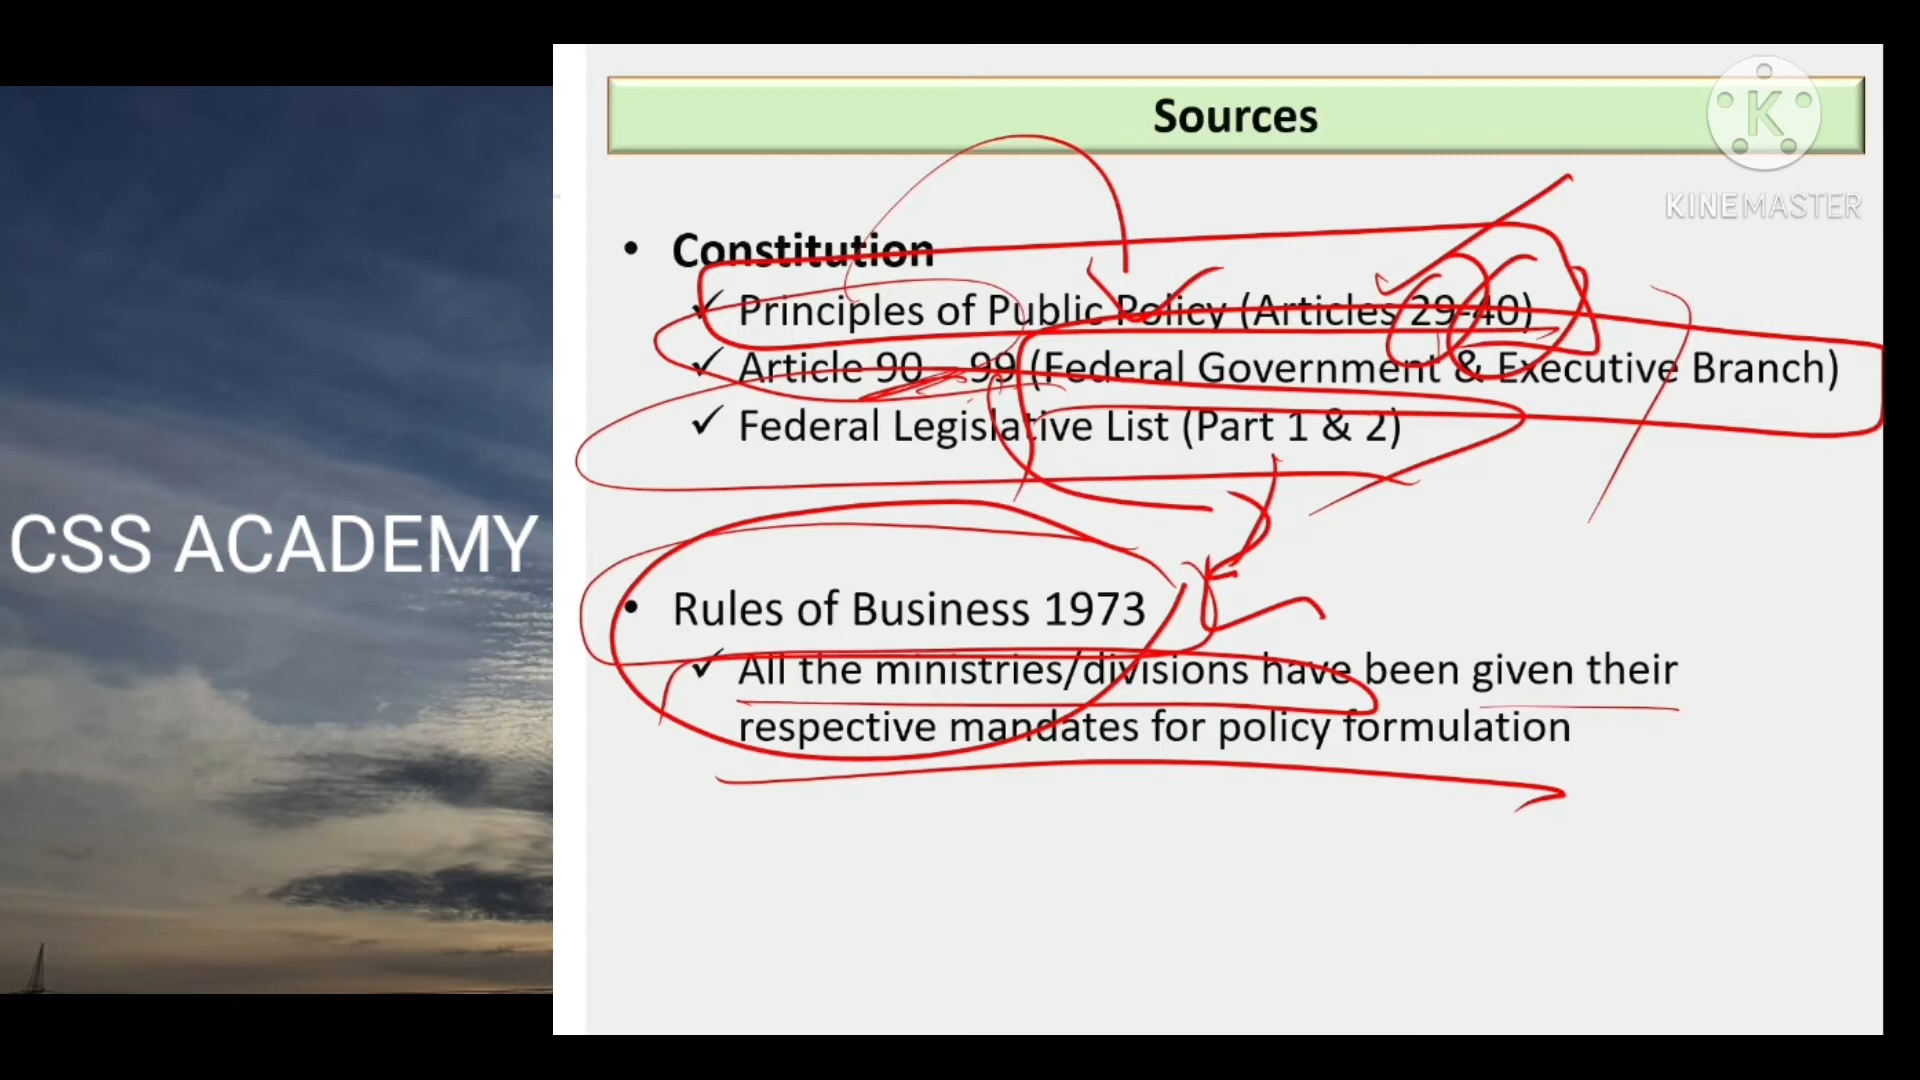 Sources
K
KINEMASTER
• Constitution
✓ Principles of Public Policy (Articles 29-40)
✓ Article 90 - 99 (Federal Government & Executive Branch)
✓ Federal Legislative List (Part 1 & 2)
CSS ACADEMY
• Rules of Business 1973
✓ All the ministries/divisions have been given their
respective mandates for policy formulation